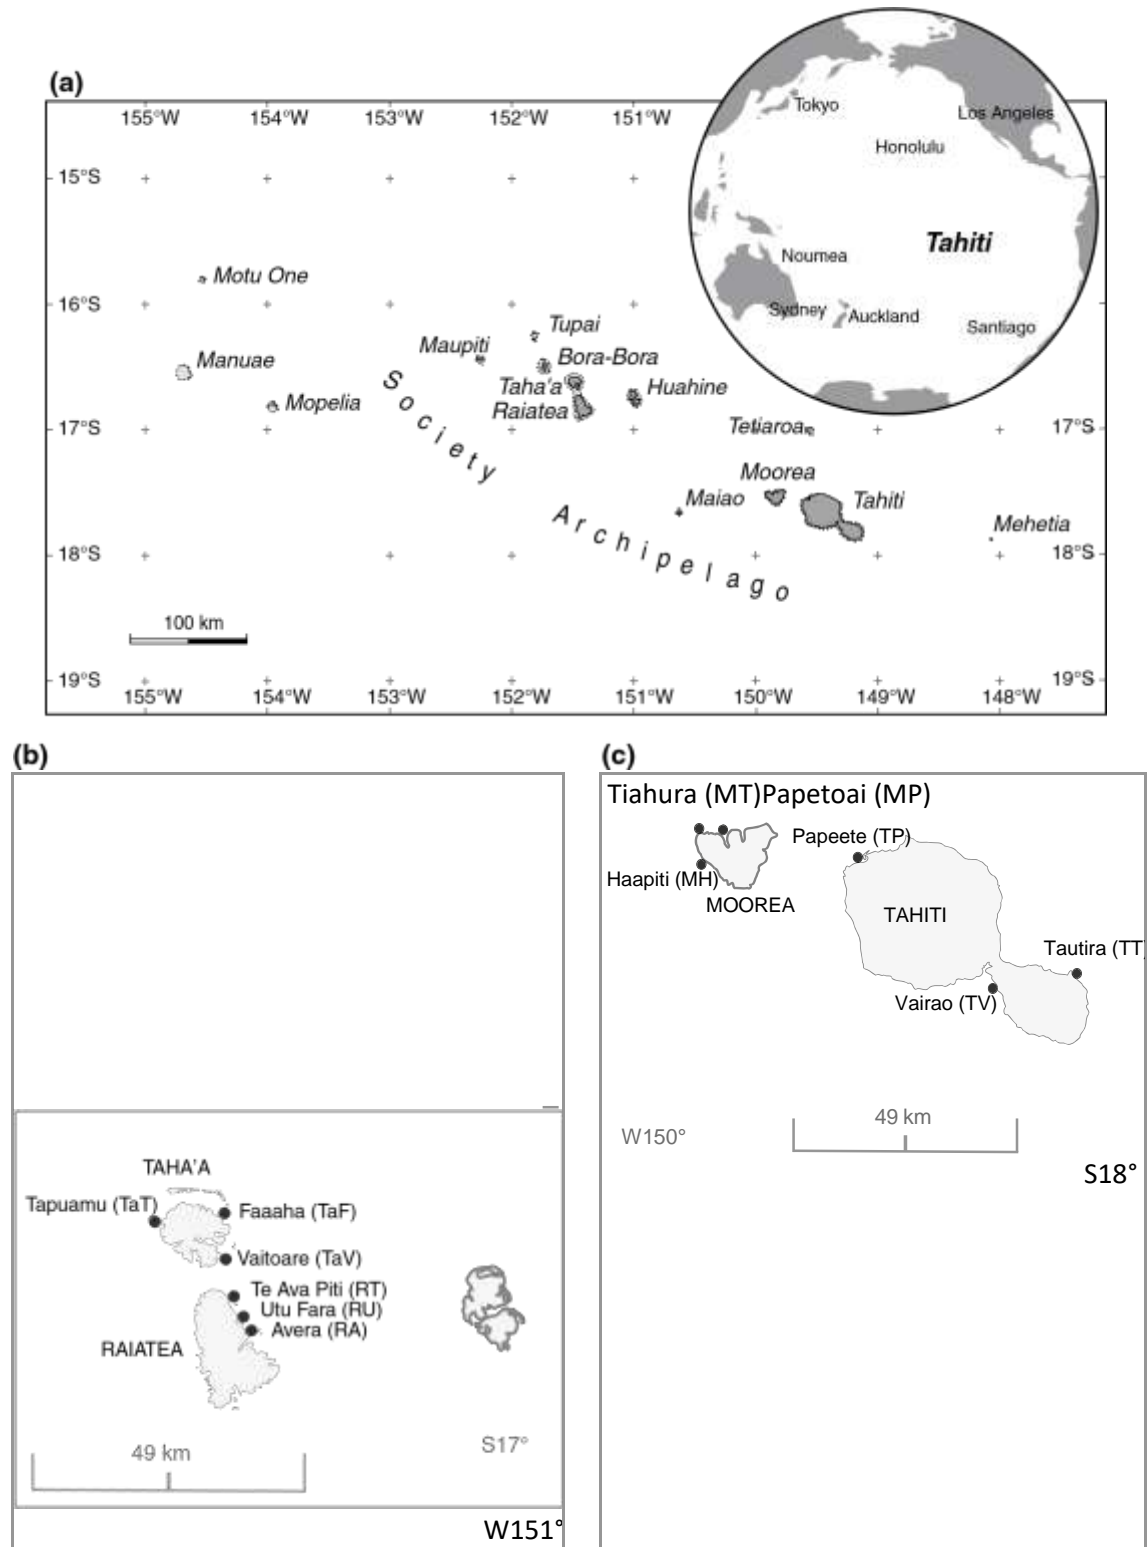 (a)
155°W 154°W 153°W 152°W 151°W
Tokyo
Los Angeles
Honolulu
Tahiti
Noumea
Sydney
Auckland
Santiago
15°S
16°S
17°S 17°S
18°S 18°S
19°S 19°S
Motu One
Manuae
Mopelia
Maupiti
Tupai
Bora-Bora
Taha'a
Raiatea
Huahine
Tetiaroa
Moorea
Maiao
Tahiti
Mehetia
Society Archipelago
100 km
155°W 154°W 153°W 152°W 151°W 150°W 149°W 148°W
(b)
TAHA'A
Tapuamu (TaT)
Faaaha (TaF)
Vaitoare (TaV)
Te Ava Piti (RT)
Utu Fara (RU)
Avera (RA)
RAIATEA
49 km
S17°
W151°
(c)
Tiahura (MT)Papetoai (MP)
Papeete (TP)
Haapiti (MH)
MOOREA
TAHITI
Tautira (TT
Vairao (TV)
49 km
W150°
S18°